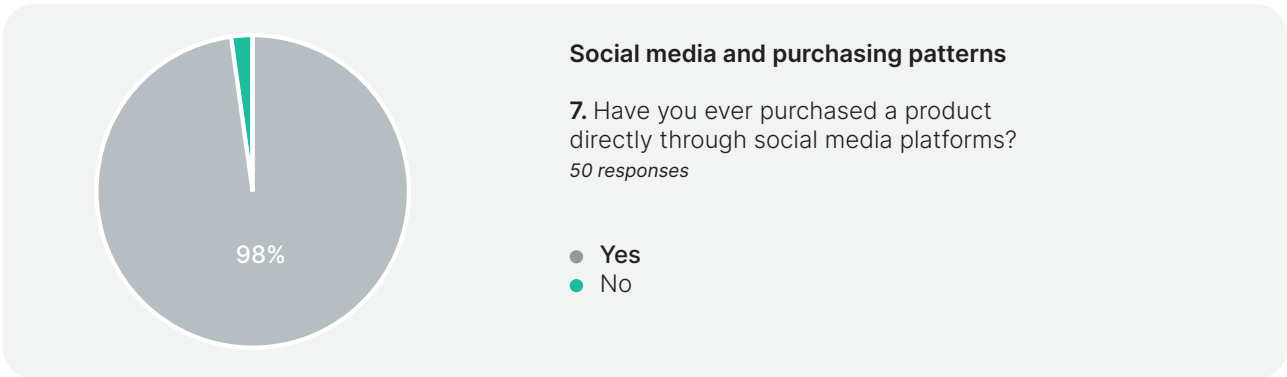 98%
Social media and purchasing patterns
7. Have you ever purchased a product
directly through social media platforms?
50 responses
Yes
No